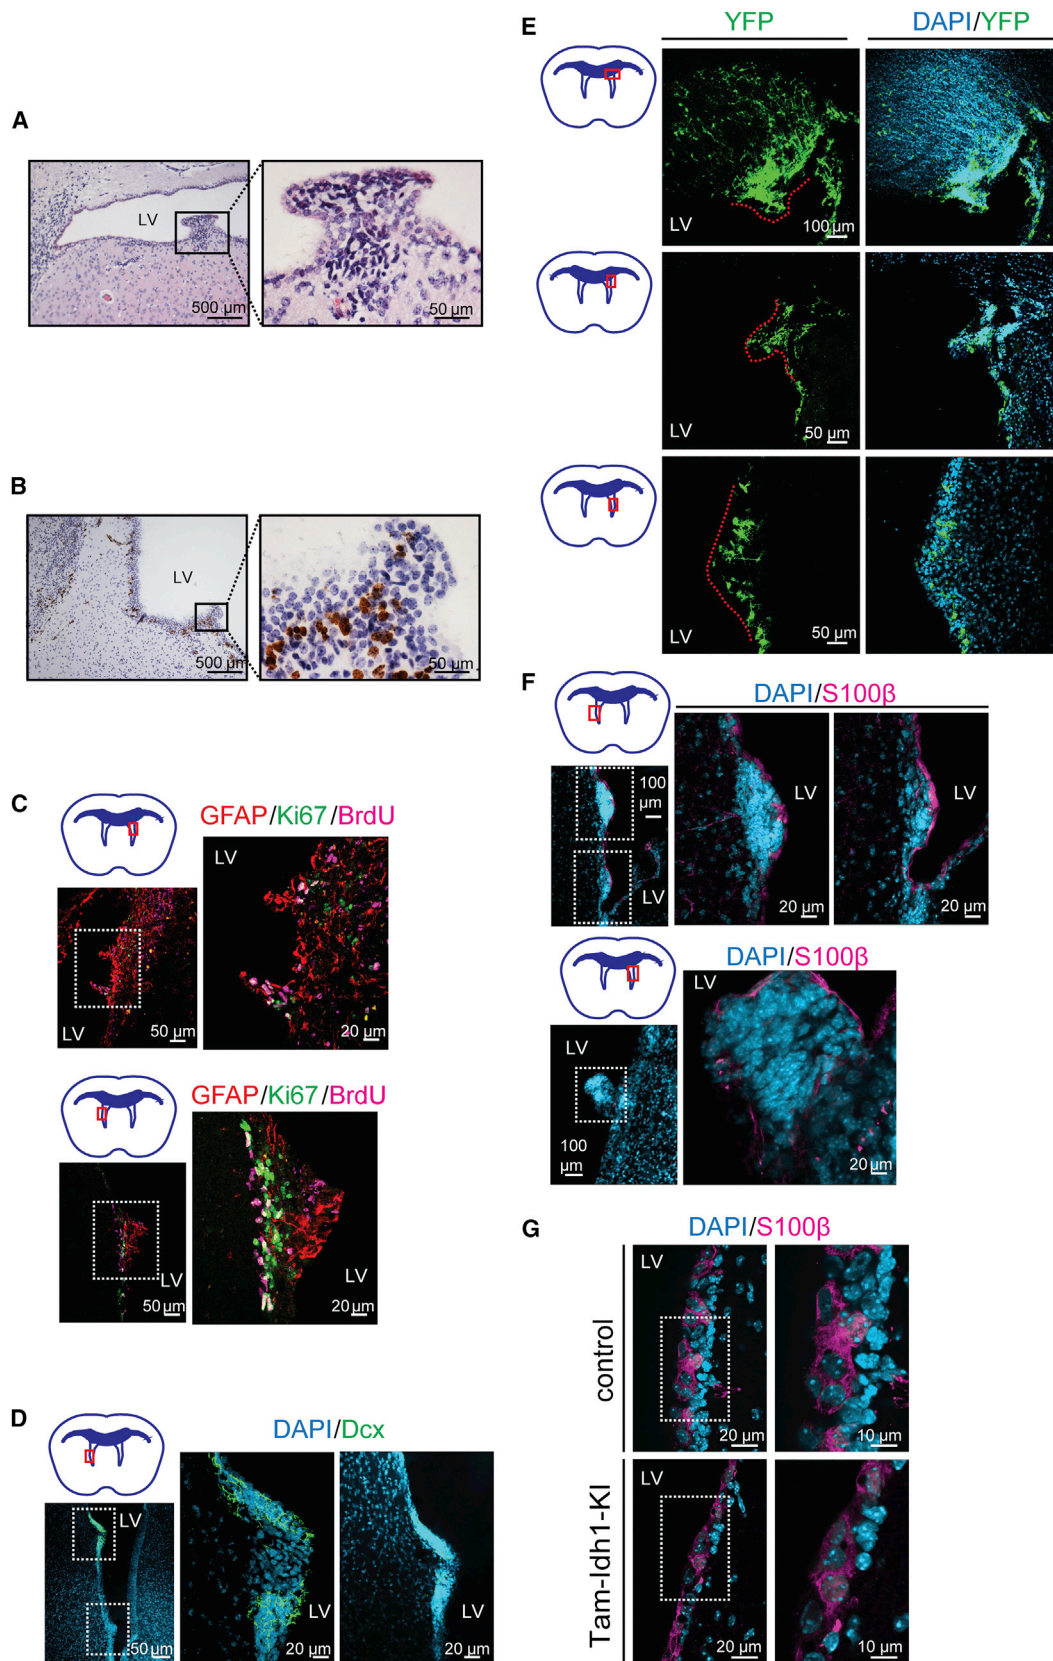 A
LV
500 µm
50 µm
B
LV
500 µm
50 µm
C
GFAP/Ki67/BrdU
LV
LV
50 µm
20 µm
GFAP/Ki67/BrdU
LV
50 µm
LV
20 µm
D
DAPI/Dcx
LV
50 µm
LV
20 µm
LV
20 µm
E
YFP
DAPI/YFP
LV
100 µm
LV
50 µm
LV
50 µm
F
DAPI/S100β
100
µm
LV
LV
20 µm
LV
20 µm
DAPI/S100β
LV
100
µm
LV
20 µm
G
DAPI/S100β
control
LV
20 µm
10 µm
Tam-Idh1-KI
LV
20 µm
10 µm